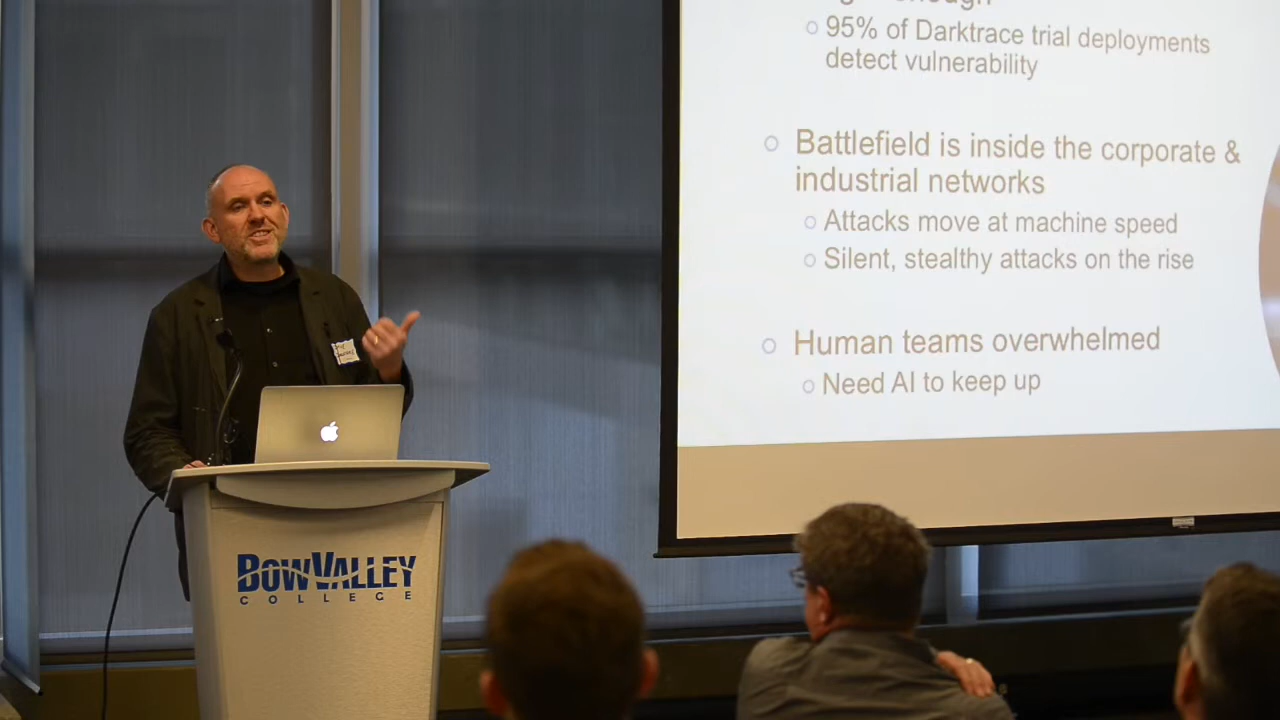 95% of Darktrace trial deployments
detect vulnerability
Battlefield is inside the corporate &
industrial networks
Attacks move at machine speed
Silent, stealthy attacks on the rise
Human teams overwhelmed
Need AI to keep up
BOW VALLEY
COLLEGE